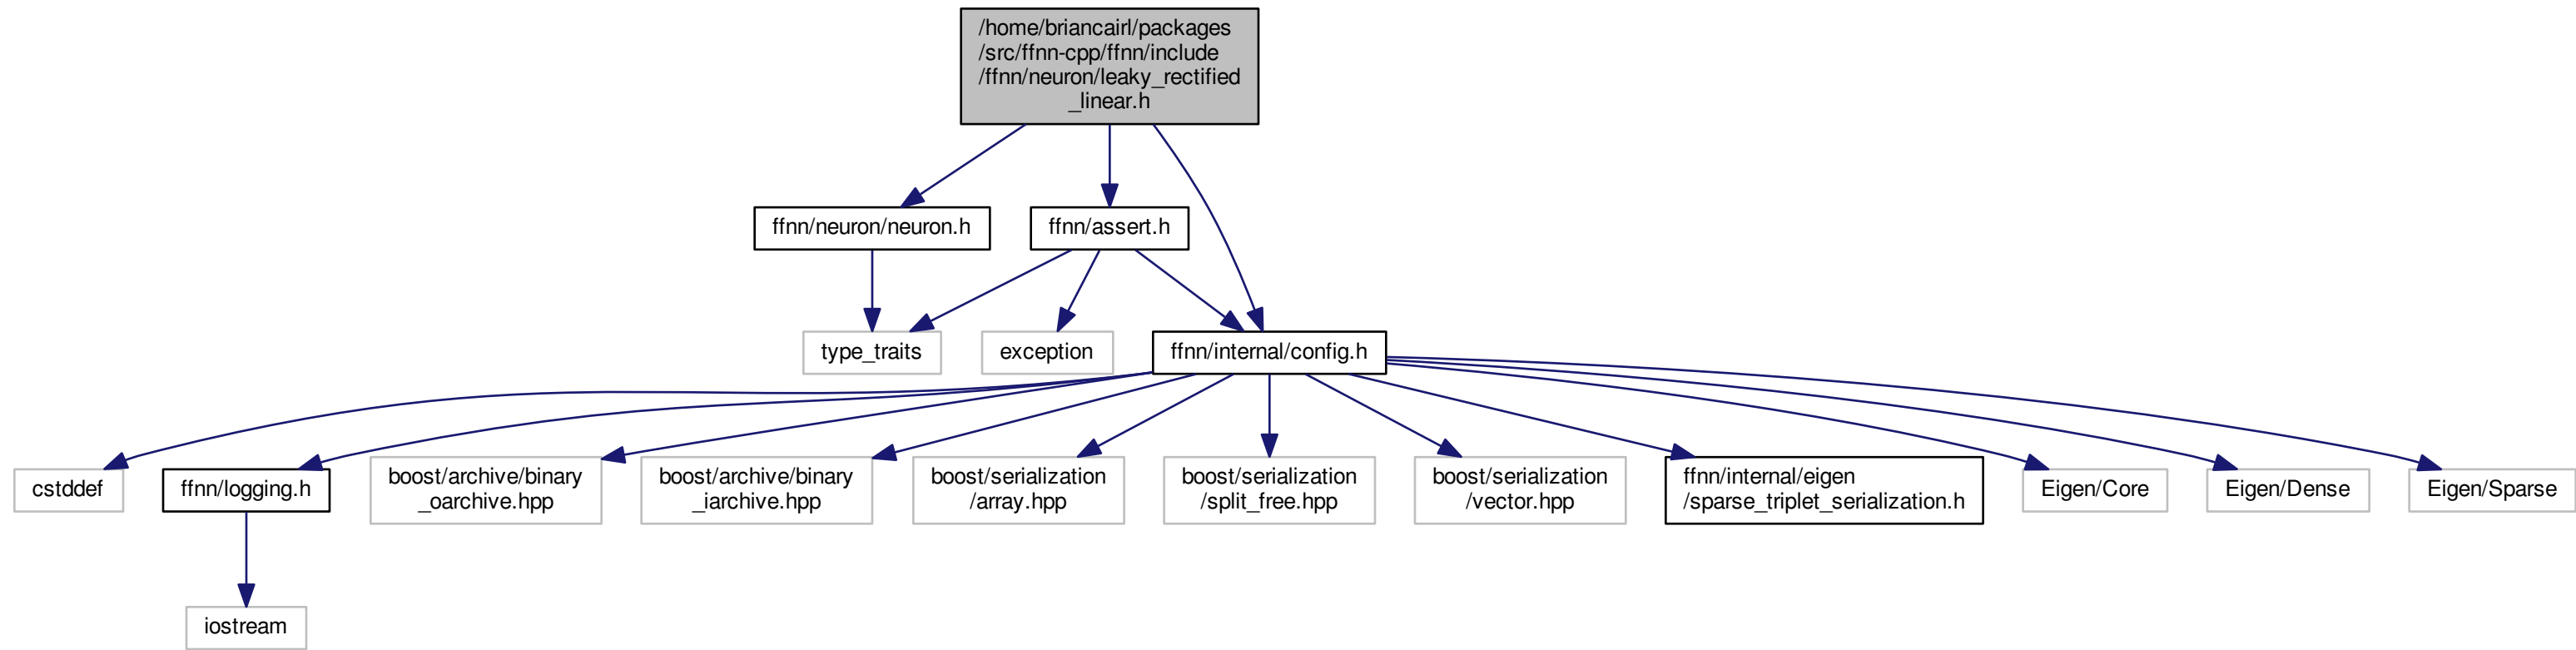 /home/briancairl/packages
/src/ffnn-cpp/ffnn/include
/ffnn/neuron/leaky_rectified
_linear.h
ffnn/neuron/neuron.h
ffnn/assert.h
type_traits
exception
ffnn/internal/config.h
cstddef
ffnn/logging.h
boost/archive/binary
_oarchive.hpp
boost/archive/binary
_iarchive.hpp
boost/serialization
/array.hpp
boost/serialization
/split_free.hpp
boost/serialization
/vector.hpp
ffnn/internal/eigen
/sparse_triplet_serialization.h
Eigen/Core
Eigen/Dense
Eigen/Sparse
iostream